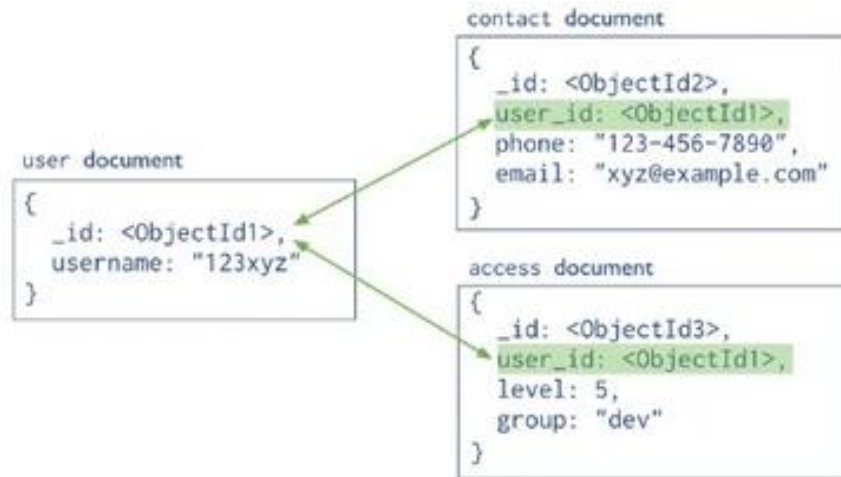 contact document
{
_id: <ObjectId2>,
user_id: <ObjectId1>,
phone: "123-456-7890",
email: "xyz@example.com"
}
user document
{
_id: <ObjectId1>,
username: "123xyz"
}
access document
{
_id: <ObjectId3>,
user_id: <ObjectId1>,
level: 5,
group: "dev"
}